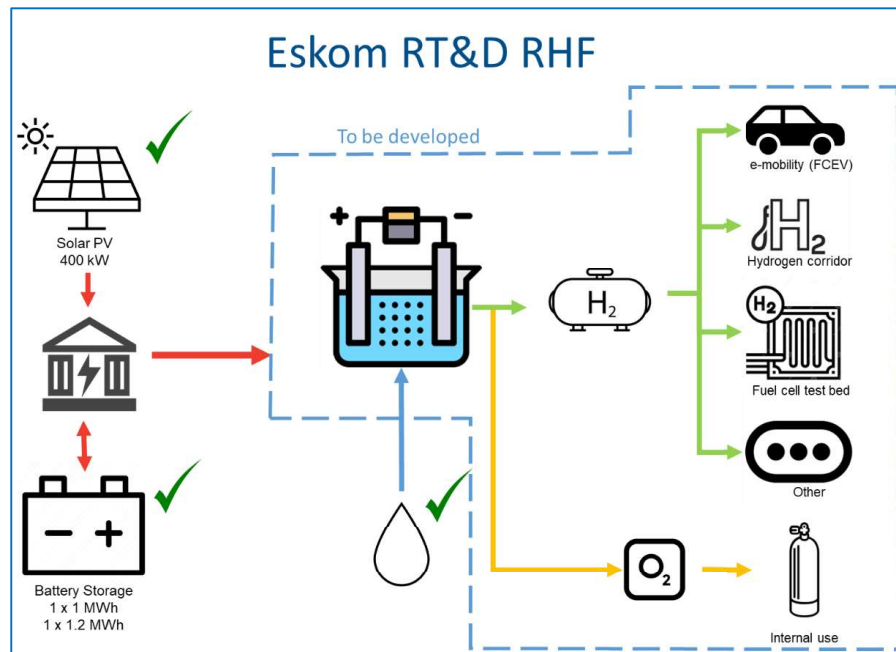 Eskom RT&D RHF
To be developed
Solar PV
400 kW
Battery Storage
1 x 1 MWh
1 x 1.2 MWh
+
−
H2
e-mobility (FCEV)
H2
Hydrogen corridor
H2
Fuel cell test bed
Other
O2
Internal use
− +